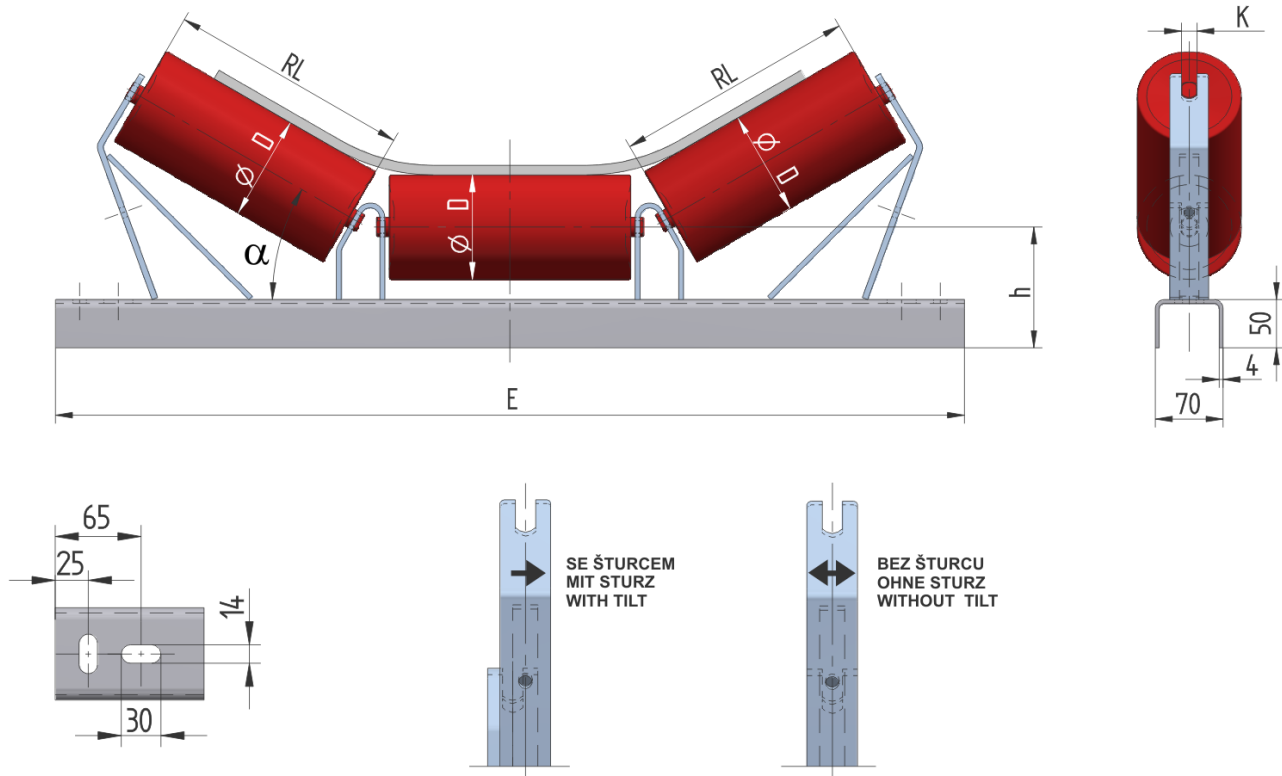 RL
RL
K
Ø D
Ø D
Ø D
α
h
50
4
E
70
65
25
14
30
SE ŠTURCEM
MIT STURZ
WITH TILT
BEZ ŠTURCU
OHNE STURZ
WITHOUT TILT